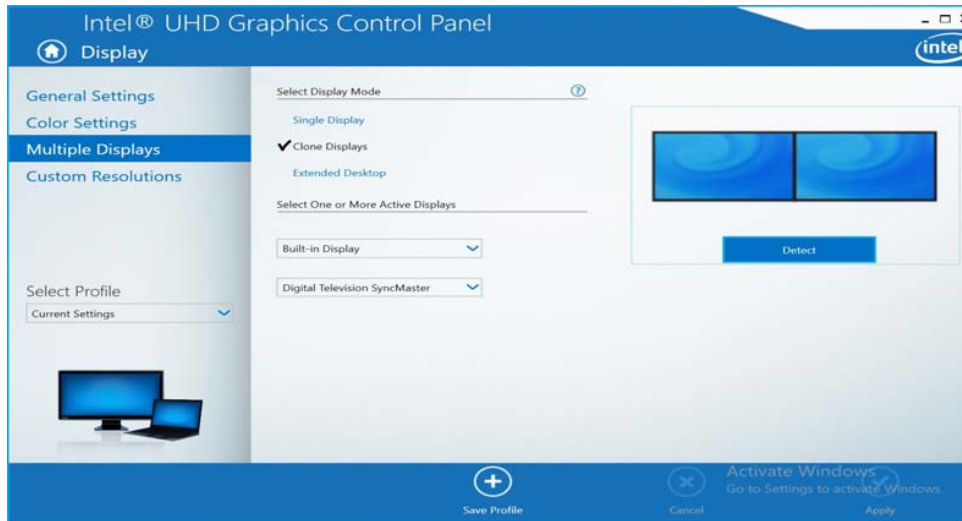 Intel® UHD Graphics Control Panel
Display
intel
General Settings
Color Settings
Multiple Displays
Custom Resolutions
Select Profile
Current Settings
Select Display Mode
Single Display
Clone Displays
Extended Desktop
Select One or More Active Displays
Built-in Display
Digital Television SyncMaster
Detect
Save Profile
Cancel
Apply
Activate Windows
Go to Settings to activate Windows.